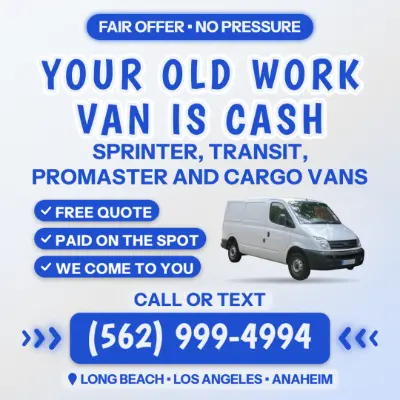 FAIR OFFER • NO PRESSURE
YOUR OLD WORK
VAN IS CASH
SPRINTER, TRANSIT,
PROMASTER AND CARGO VANS
FREE QUOTE
PAID ON THE SPOT
WE COME TO YOU
CALL OR TEXT
(562) 999-4994
LONG BEACH • LOS ANGELES • ANAHEIM